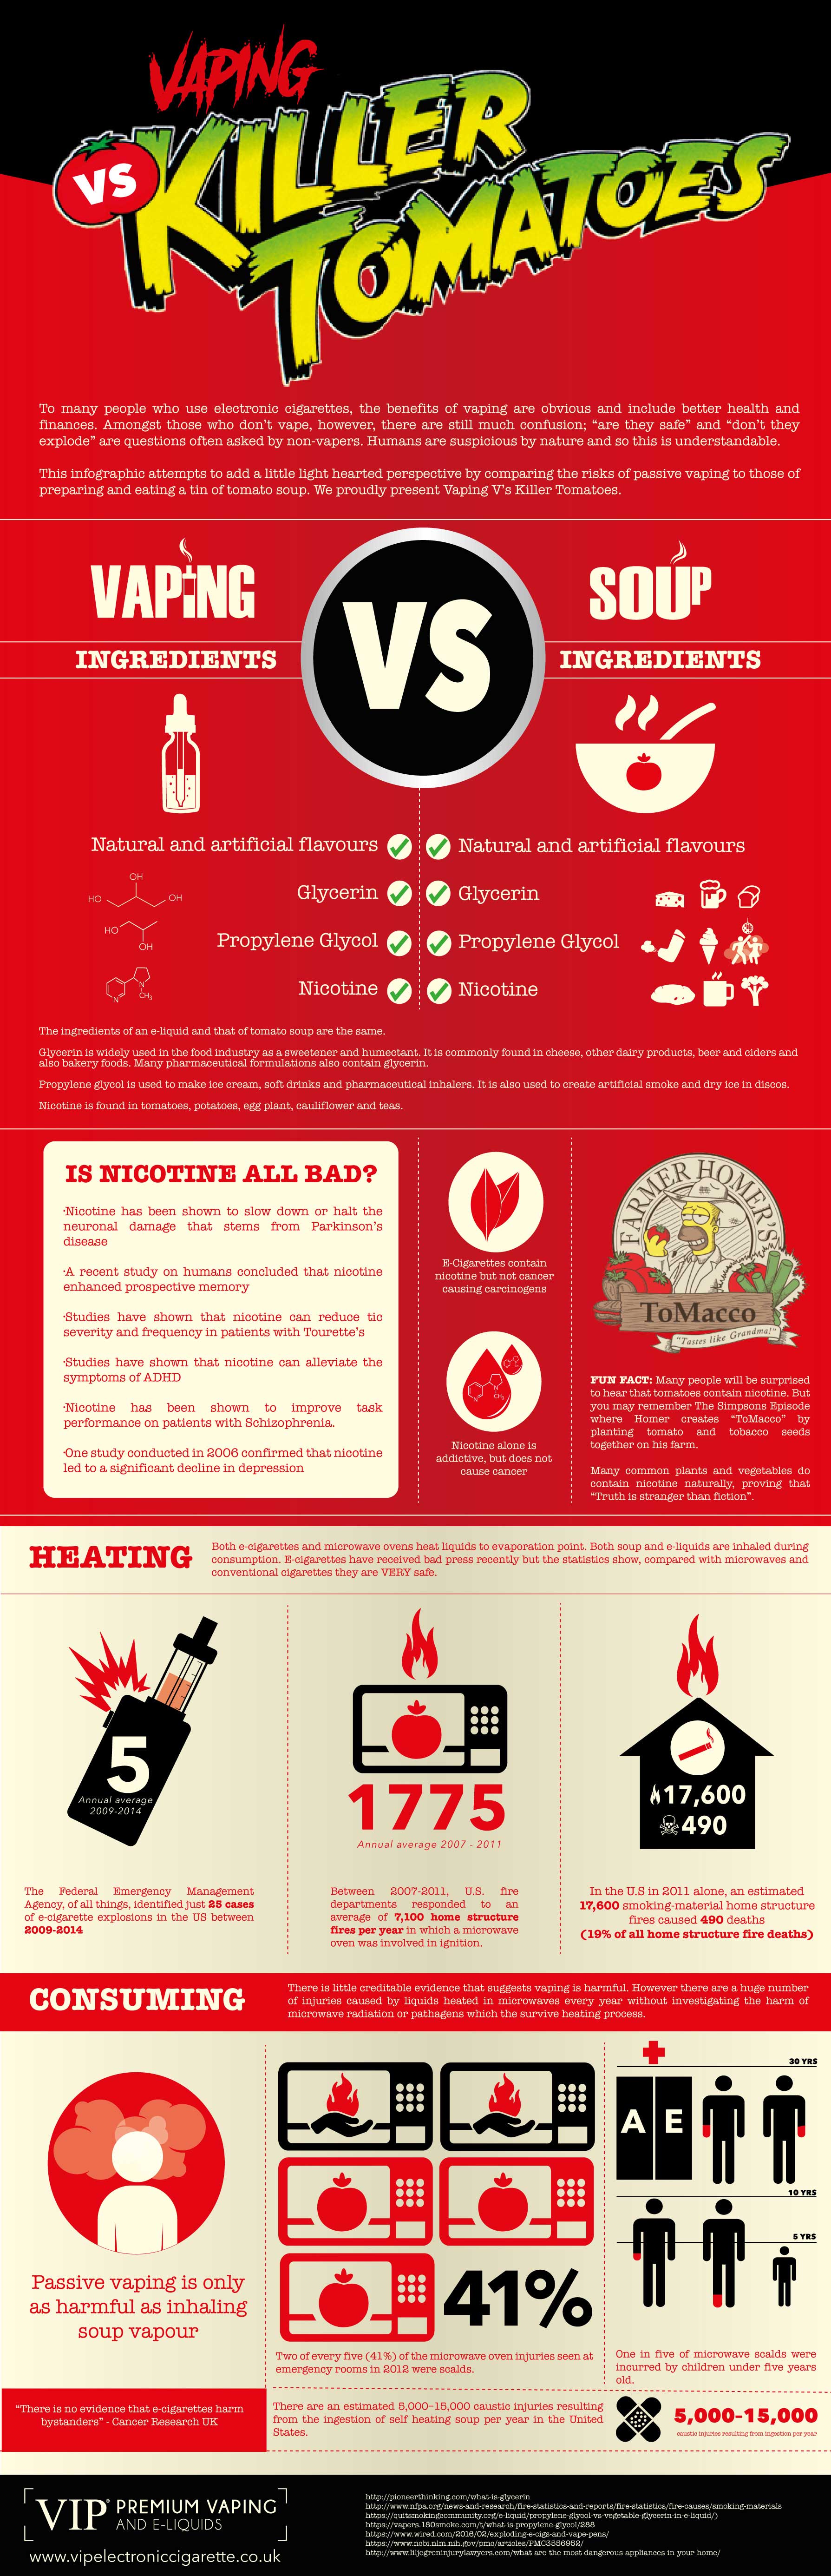 VAPING
VS
KILLER
TOMATOES
To many people who use electronic cigarettes, the benefits of vaping are obvious and include better health and
finances. Amongst those who don't vape, however, there are still much confusion; "are they safe" and "don't they
explode" are questions often asked by non-vapers. Humans are suspicious by nature and so this is understandable.
This infographic attempts to add a little light hearted perspective by comparing the risks of passive vaping to those of
preparing and eating a tin of tomato soup. We proudly present Vaping V's Killer Tomatoes.
VAPING
VS
SOUP
INGREDIENTS
INGREDIENTS
Natural and artificial flavours
Natural and artificial flavours
OH
HO
OH
Glycerin
Glycerin
HO
OH
Propylene Glycol
Propylene Glycol
N
N
CH3
Nicotine
Nicotine
The ingredients of an e-liquid and that of tomato soup are the same.
Glycerin is widely used in the food industry as a sweetener and humectant. It is commonly found in cheese, other dairy products, beer and ciders and
also bakery foods. Many pharmaceutical formulations also contain glycerin.
Propylene glycol is used to make ice cream, soft drinks and pharmaceutical inhalers. It is also used to create artificial smoke and dry ice in discos.
Nicotine is found in tomatoes, potatoes, egg plant, cauliflower and teas.
IS NICOTINE ALL BAD?
·Nicotine has been shown to slow down or halt the
neuronal damage that stems from Parkinson's
disease
·A recent study on humans concluded that nicotine
enhanced prospective memory
·Studies have shown that nicotine can reduce tic
severity and frequency in patients with Tourette's
·Studies have shown that nicotine can alleviate the
symptoms of ADHD
·Nicotine has been shown to improve task
performance on patients with Schizophrenia.
·One study conducted in 2006 confirmed that nicotine
led to a significant decline in depression
E-Cigarettes contain
nicotine but not cancer
causing carcinogens
N
N
CH3
Nicotine alone is
addictive, but does not
cause cancer
FARMER HOMER'S
ToMacco
"Tastes like Grandma!"
FUN FACT: Many people will be surprised
to hear that tomatoes contain nicotine. But
you may remember The Simpsons Episode
where Homer creates "ToMacco" by
planting tomato and tobacco seeds
together on his farm.
Many common plants and vegetables do
contain nicotine naturally, proving that
"Truth is stranger than fiction".
HEATING
Both e-cigarettes and microwave ovens heat liquids to evaporation point. Both soup and e-liquids are inhaled during
consumption. E-cigarettes have received bad press recently but the statistics show, compared with microwaves and
conventional cigarettes they are VERY safe.
5
Annual average
2009-2014
The Federal Emergency Management
Agency, of all things, identified just 25 cases
of e-cigarette explosions in the US between
2009-2014
1775
Annual average 2007 - 2011
Between 2007-2011, U.S. fire
departments responded to an
average of 7,100 home structure
fires per year in which a microwave
oven was involved in ignition.
17,600
490
In the U.S in 2011 alone, an estimated
17,600 smoking-material home structure
fires caused 490 deaths
(19% of all home structure fire deaths)
CONSUMING
There is little creditable evidence that suggests vaping is harmful. However there are a huge number
of injuries caused by liquids heated in microwaves every year without investigating the harm of
microwave radiation or pathagens which the survive heating process.
Passive vaping is only
as harmful as inhaling
soup vapour
"There is no evidence that e-cigarettes harm
bystanders" - Cancer Research UK
41%
Two of every five (41%) of the microwave oven injuries seen at
emergency rooms in 2012 were scalds.
30 YRS
A E
10 YRS
5 YRS
One in five of microwave scalds were
incurred by children under five years
old.
There are an estimated 5,000-15,000 caustic injuries resulting
from the ingestion of self heating soup per year in the United
States.
5,000-15,000
caustic injuries resulting from ingestion per year
VIP PREMIUM VAPING
AND E-LIQUIDS
www.vipelectroniccigarette.co.uk
http://pioneerthinking.com/what-is-glycerin
http://www.nfpa.org/news-and-research/fire-statistics-and-reports/fire-statistics/fire-causes/smoking-materials
https://quitsmokingcommunity.org/e-liquid/propylene-glycol-vs-vegetable-glycerin-in-e-liquid/)
https://vapers.180smoke.com/t/what-is-propylene-glycol/288
https://www.wired.com/2016/02/exploding-e-cigs-and-vape-pens/
https://www.ncbi.nlm.nih.gov/pmc/articles/PMC3556952/
http://www.liljegreninjurylawyers.com/what-are-the-most-dangerous-appliances-in-your-home/